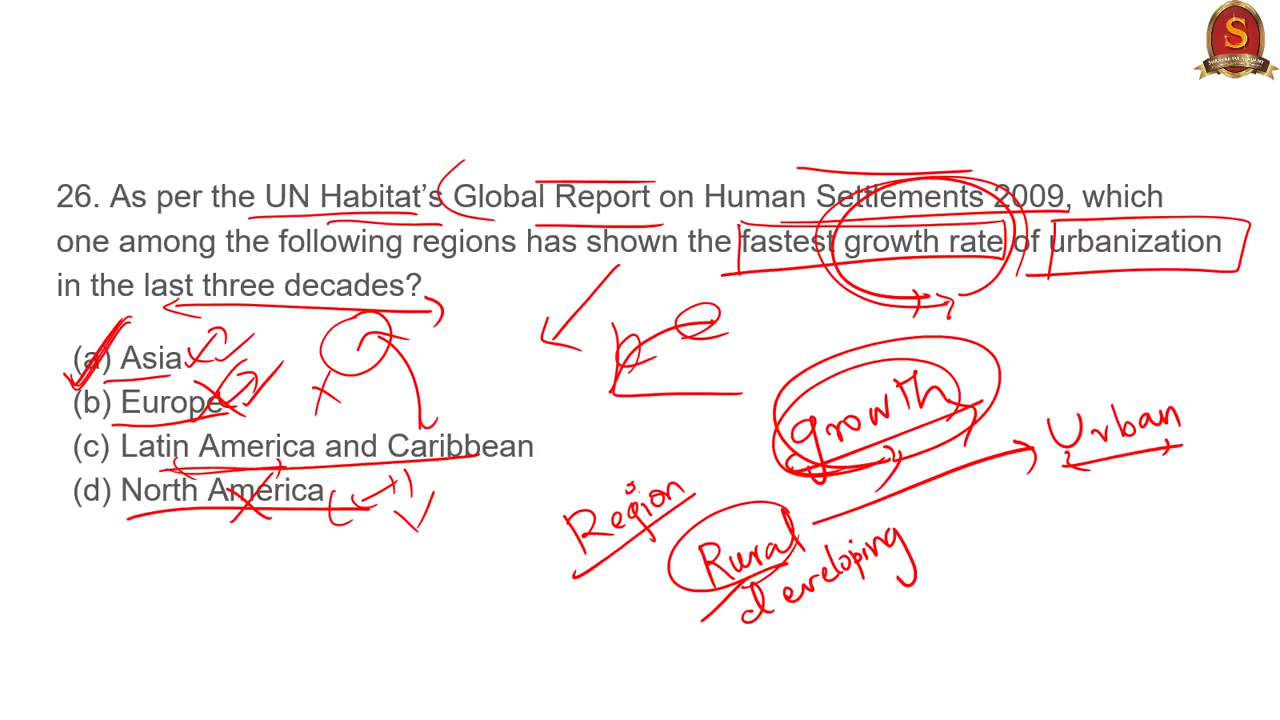 26. As per the UN Habitat's Global Report on Human Settlements 2009, which
one among the following regions has shown the fastest growth rate of urbanization
in the last three decades?
(a) Asia
(b) Europe
(c) Latin America and Caribbean
(d) North America
growth
Urban
Region
Rural
developing
S